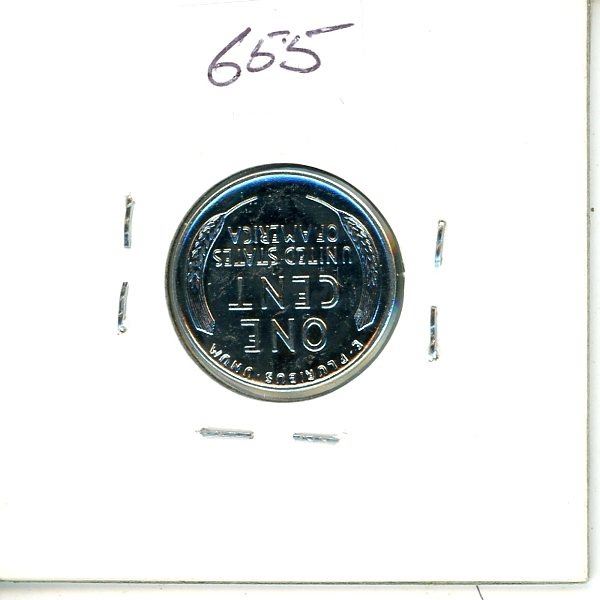 655
E·PLURIBUS·UNUM
ONE
CENT
UNITED STATES
OF AMERICA